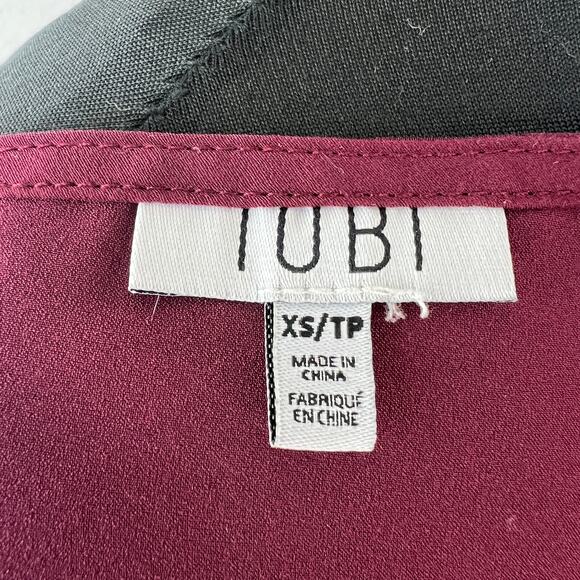 TOBI
XS/TP
MADE IN
CHINA
FABRIQUÉ
EN CHINE